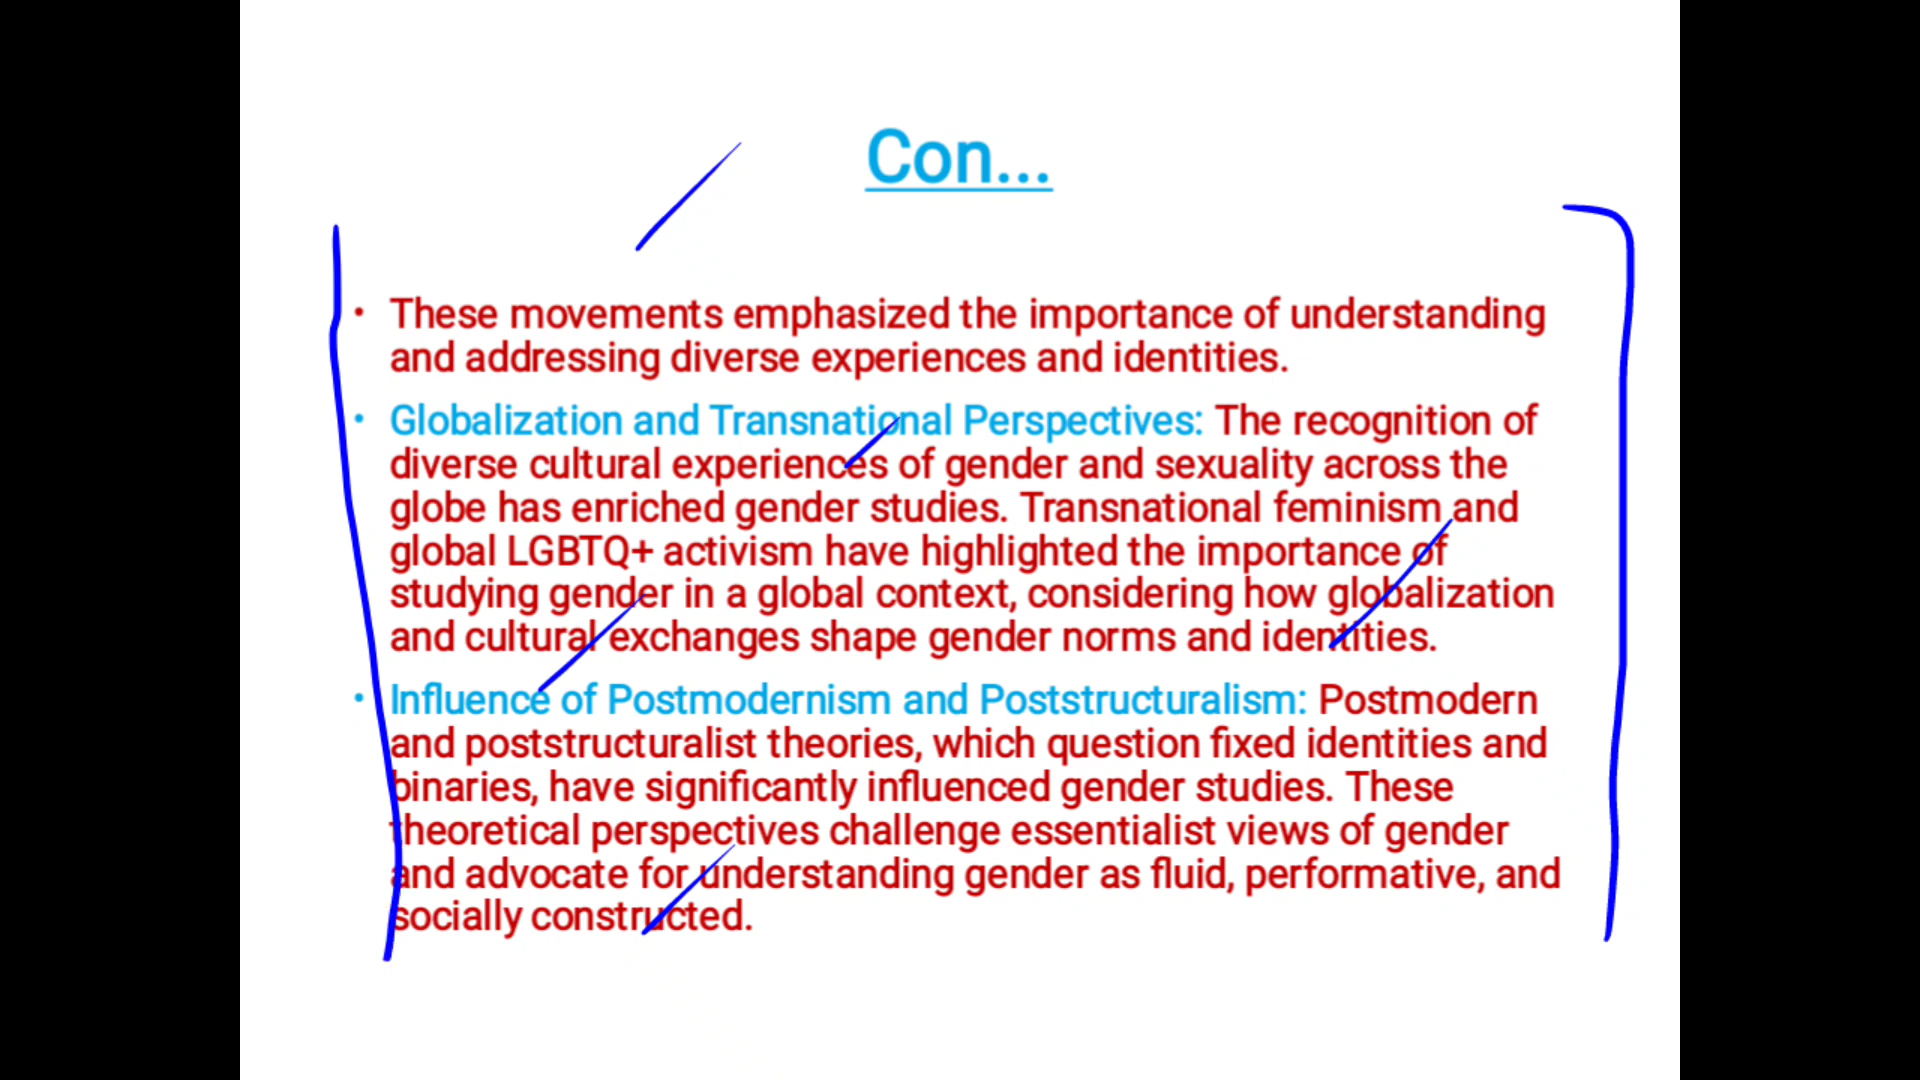 Con...
• These movements emphasized the importance of understanding
and addressing diverse experiences and identities.
• Globalization and Transnational Perspectives: The recognition of
diverse cultural experiences of gender and sexuality across the
globe has enriched gender studies. Transnational feminism and
global LGBTQ+ activism have highlighted the importance of
studying gender in a global context, considering how globalization
and cultural exchanges shape gender norms and identities.
• Influence of Postmodernism and Poststructuralism: Postmodern
and poststructuralist theories, which question fixed identities and
binaries, have significantly influenced gender studies. These
theoretical perspectives challenge essentialist views of gender
and advocate for understanding gender as fluid, performative, and
socially constructed.